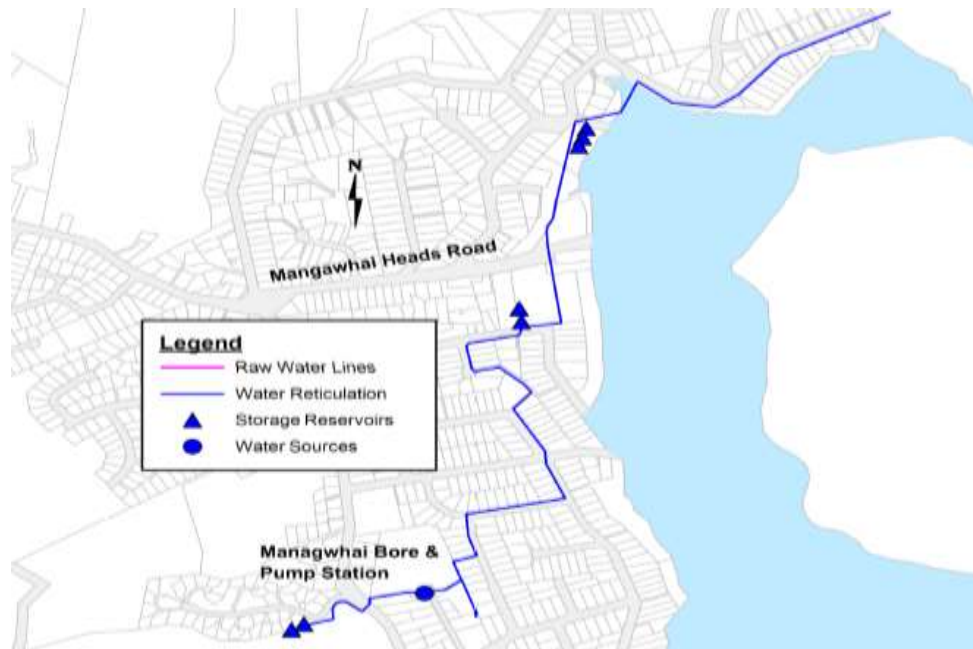 N
Mangawhai Heads Road
Legend
Raw Water Lines
Water Reticulation
Storage Reservoirs
Water Sources
Managwhai Bore &
Pump Station